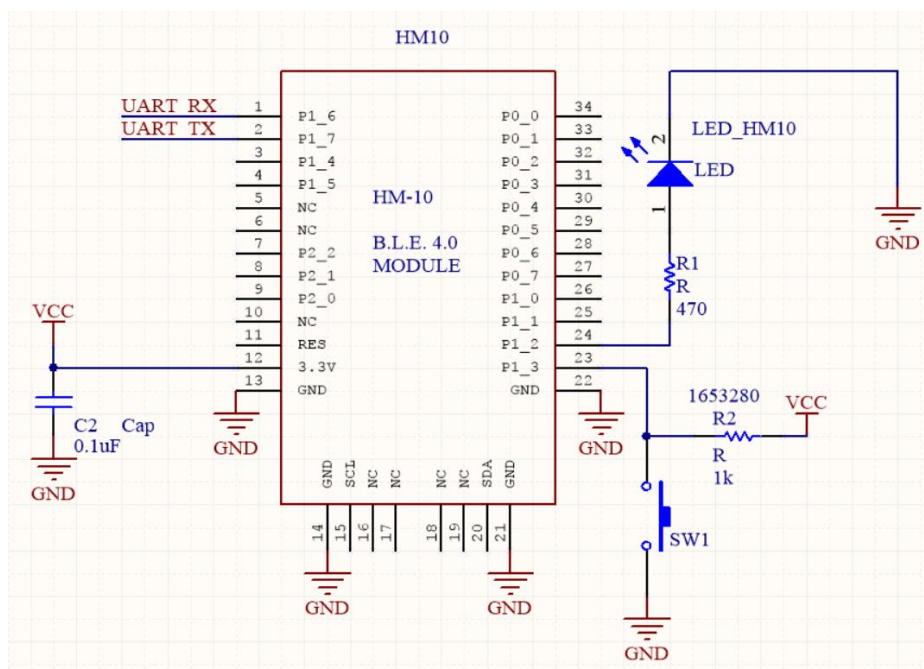 HM10
UART_RX 1 P1_6 P0_0 34
UART_TX 2 P1_7 P0_1 33
3 P1_4 P0_2 32
4 P1_5 P0_3 31
5 NC P0_4 30
6 NC P0_5 29
7 P2_2 P0_6 28
8 P2_1 P0_7 27
9 P2_0 P1_0 26
10 NC P1_1 25
11 RES P1_2 24
12 3.3V P1_3 23
13 GND GND 22
HM-10
B.L.E. 4.0
MODULE
LED_HM10
2
LED
1
GND
R1
R
470
VCC
C2 Cap
0.1uF
GND
GND
GND
1653280
R2
VCC
R
1k
SW1
GND
GND SCL NC NC NC NC SDA GND
14 15 16 17 18 19 20 21
GND
GND